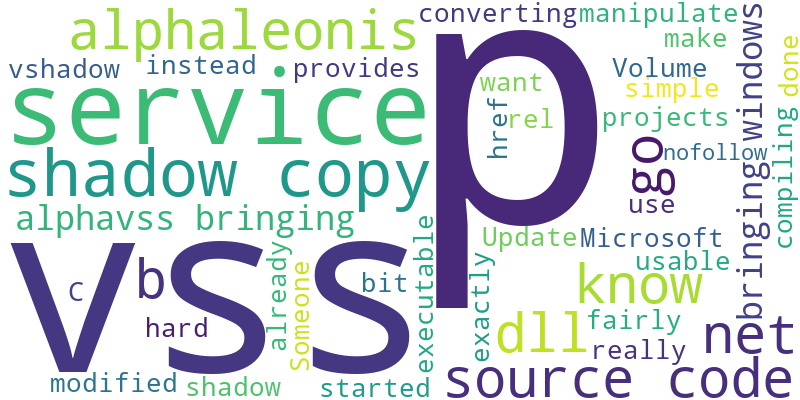 converting
manipulate
alphaleonis
make
vshadow
instead
provides
p
want
Volume
simple
service
href
rel
projects
shadow copy
go
nofollow
bringing windows
compiling
done
use
alphavss bringing
Update
Microsoft
vss
b
already
Someone
executable
exactly
usable
C
bit
know
hard
dll
fairly
net
really
modified
shadow
started
source code